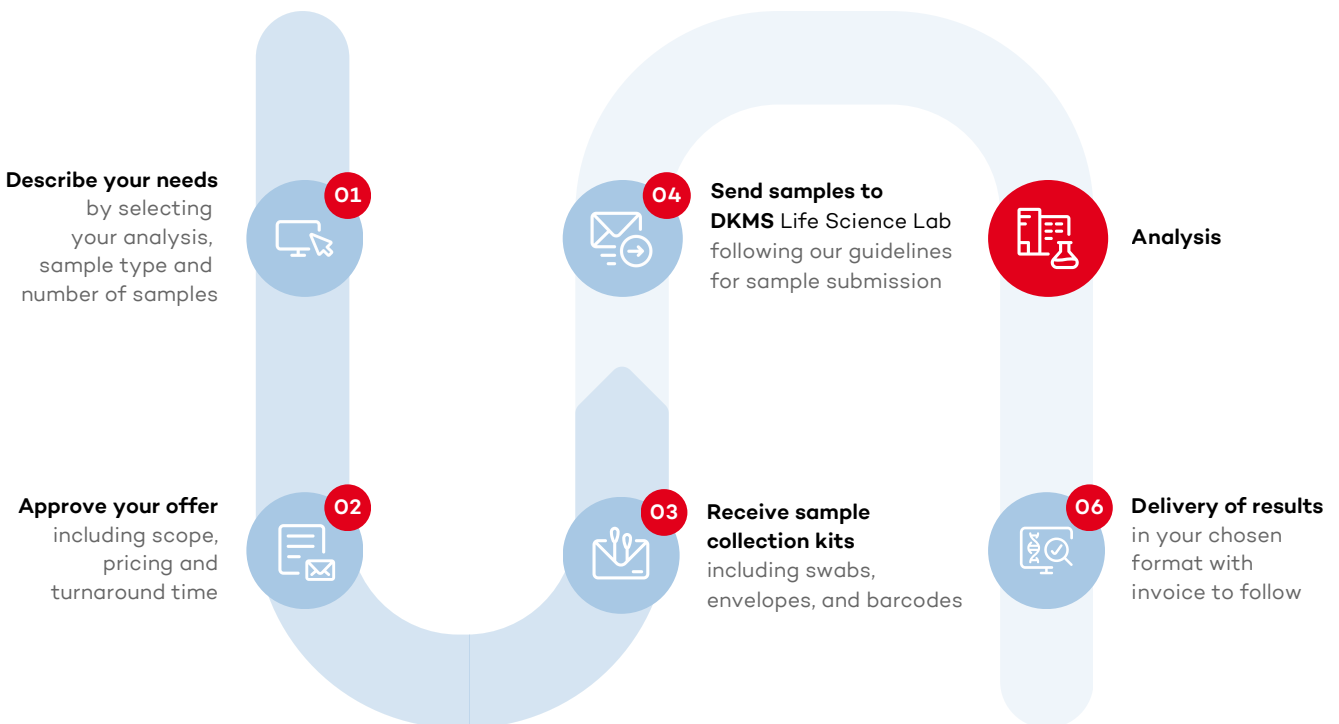 01
Describe your needs
by selecting
your analysis,
sample type and
number of samples
02
Approve your offer
including scope,
pricing and
turnaround time
03
Receive sample
collection kits
including swabs,
envelopes, and barcodes
04
Send samples to
DKMS Life Science Lab
following our guidelines
for sample submission
Analysis
06
Delivery of results
in your chosen
format with
invoice to follow